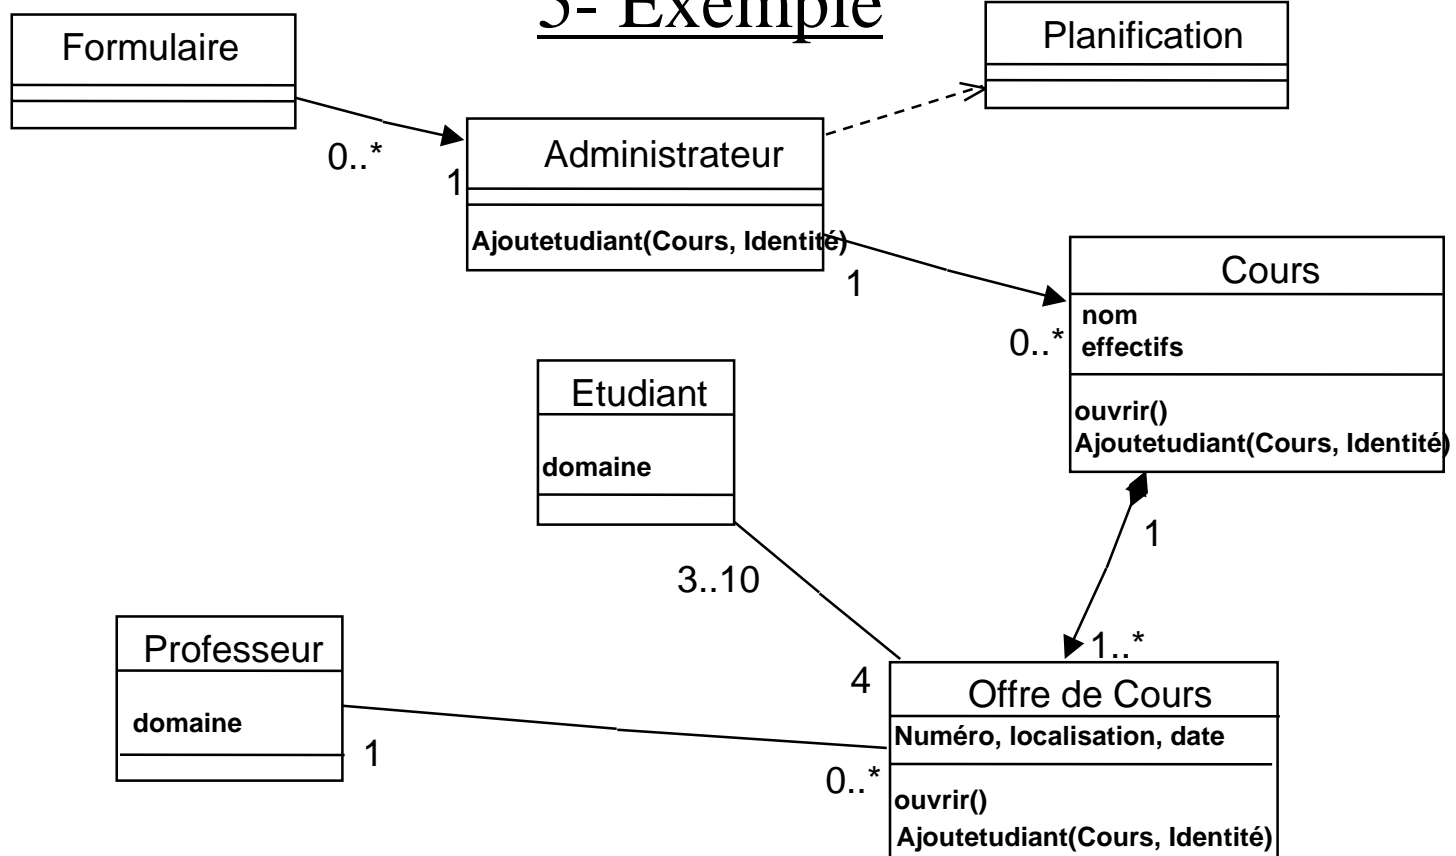 5- Exemple
Formulaire
Planification
0..*
1
Administrateur
Ajoutetudiant(Cours, Identité)
1
0..*
Cours
nom
effectifs
ouvrir()
Ajoutetudiant(Cours, Identité)
Etudiant
domaine
3..10
4
1
1..*
Professeur
domaine
1
0..*
Offre de Cours
Numéro, localisation, date
ouvrir()
Ajoutetudiant(Cours, Identité)